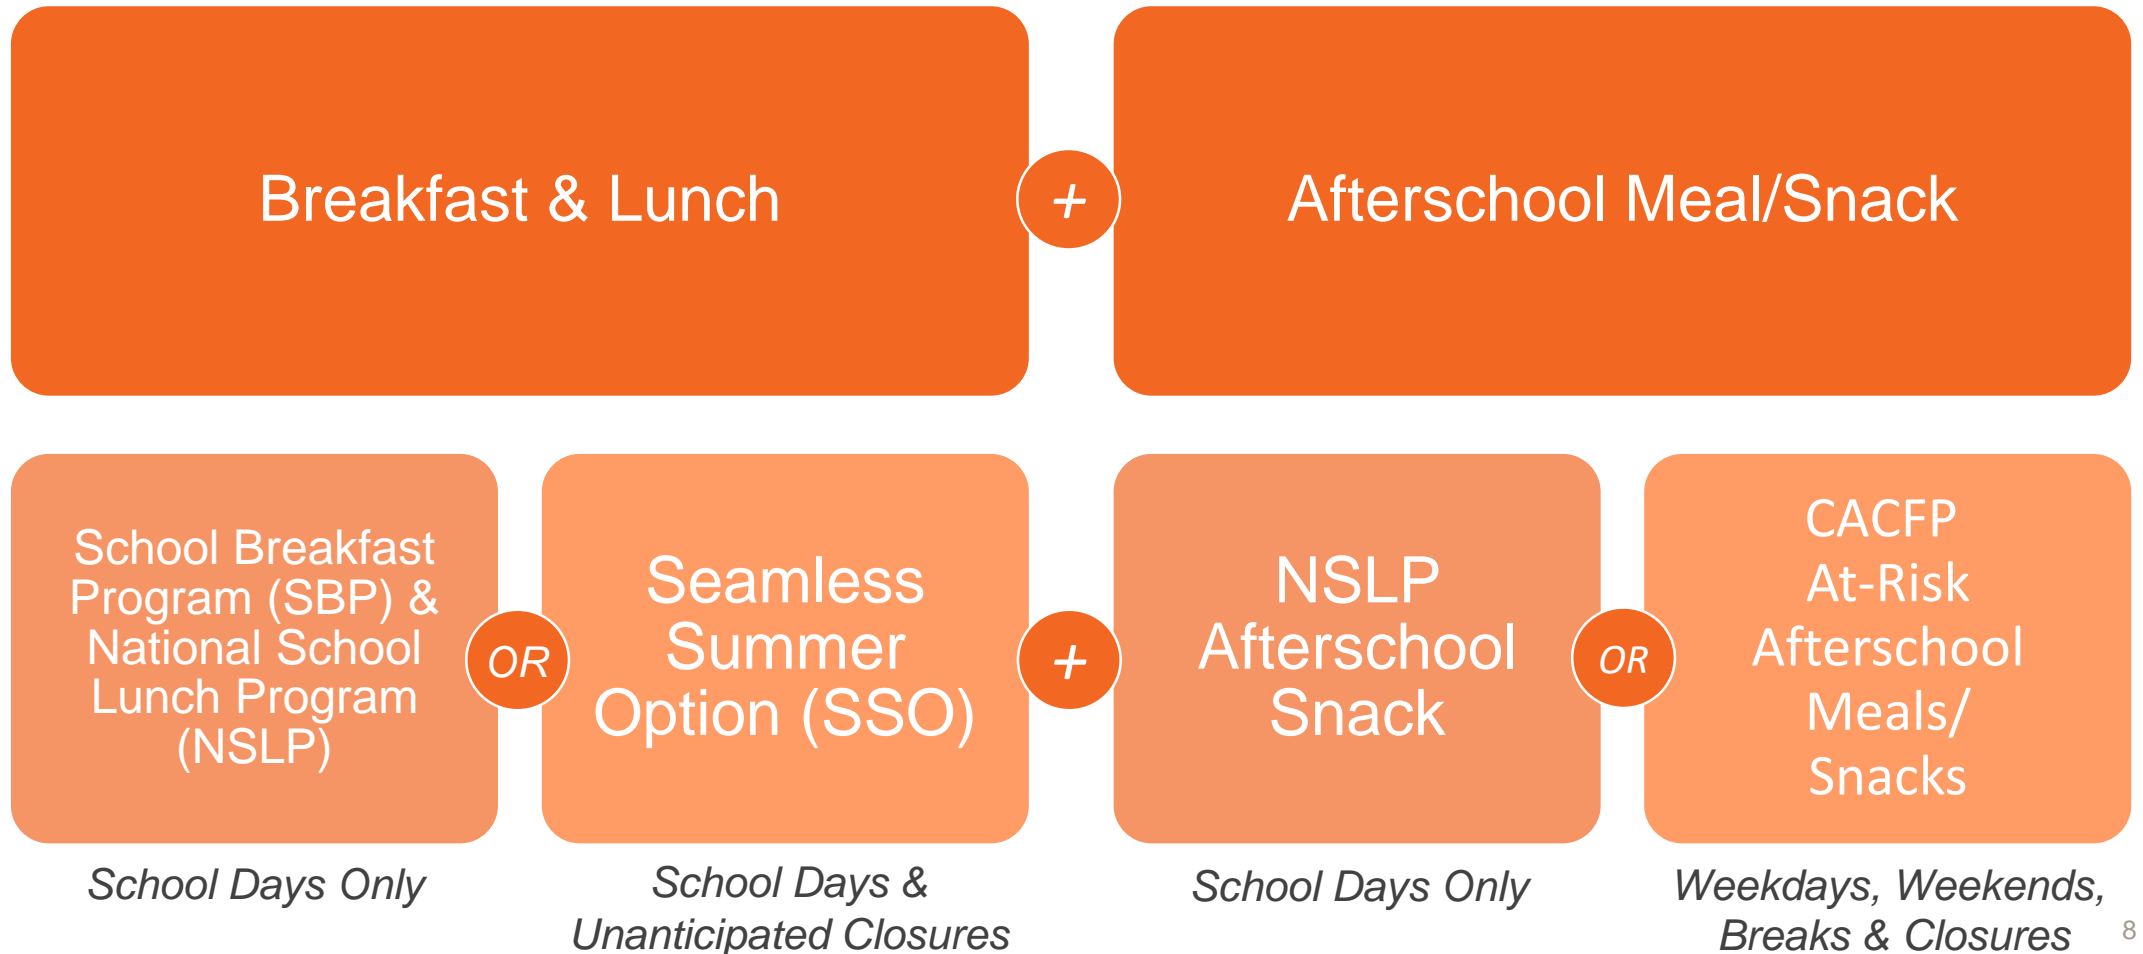 Breakfast & Lunch
+
Afterschool Meal/Snack
School Breakfast
Program (SBP) &
National School
Lunch Program
(NSLP)
OR
Seamless
Summer
Option (SSO)
+
NSLP
Afterschool
Snack
OR
CACFP
At-Risk
Afterschool
Meals/
Snacks
School Days Only
School Days &
Unanticipated Closures
School Days Only
Weekdays, Weekends,
Breaks & Closures
8